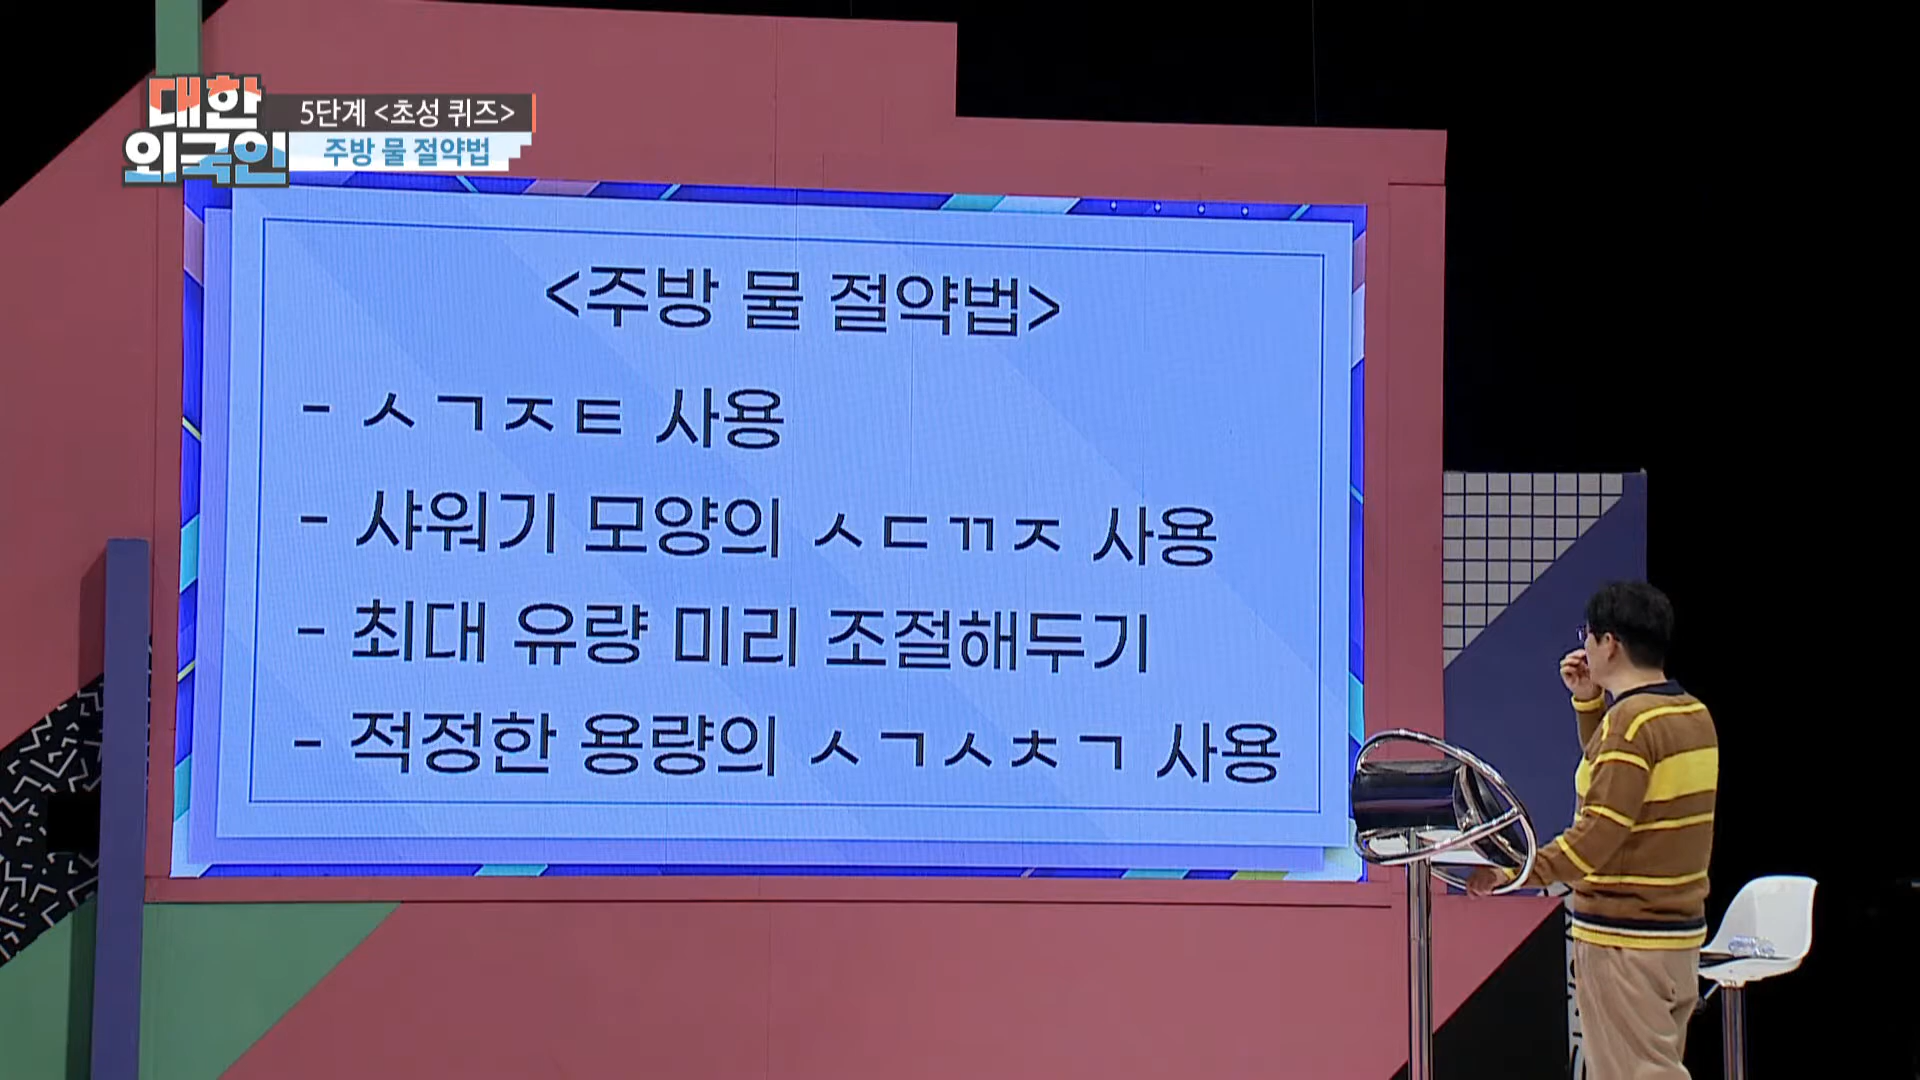 대한
외국인
5단계 <초성 퀴즈>
주방 물 절약법
<주방 물 절약법>
- ㅅㄱㅈㅌ 사용
- 샤워기 모양의 ㅅㄷㄲㅈ 사용
- 최대 유량 미리 조절해두기
- 적정한 용량의 ㅅㄱㅅㅊㄱ 사용